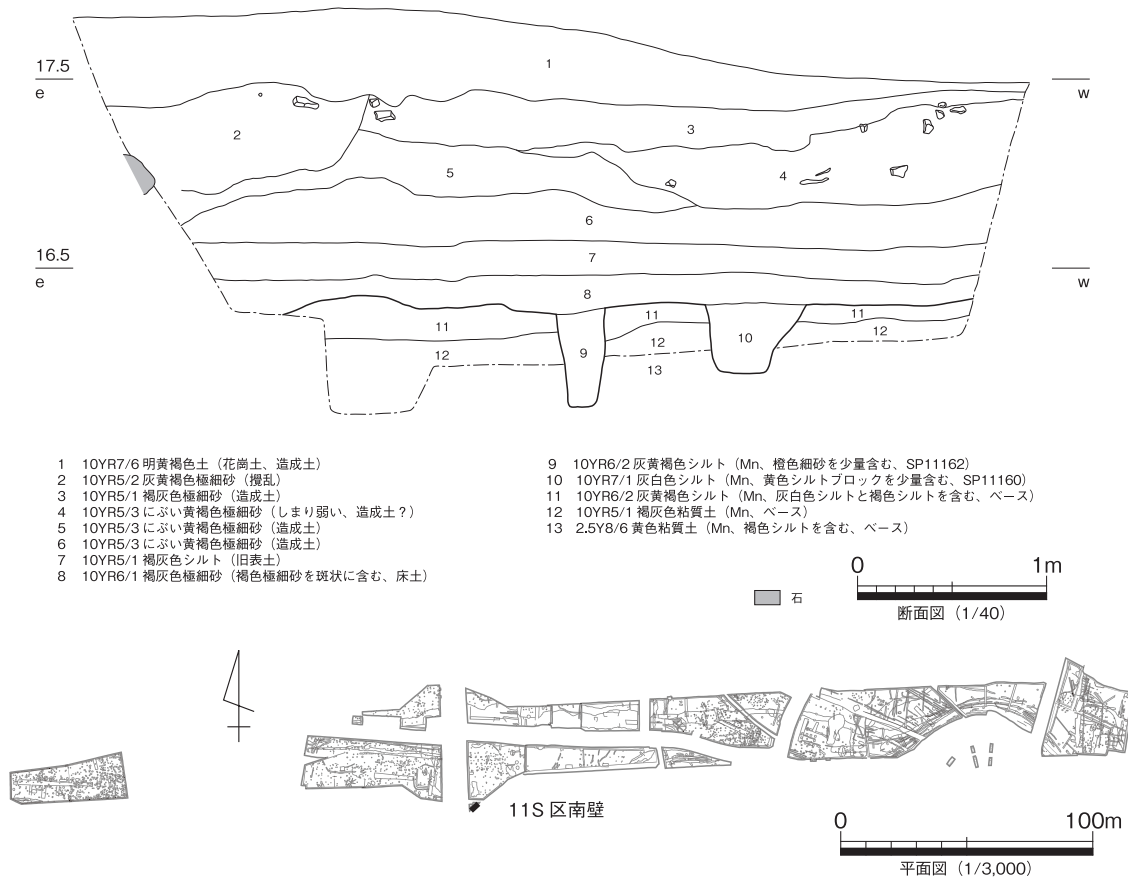 17.5
e
w
1
2
3
4
5
6
7
16.5
e
w
8
11
11
11
12
12
12
9
10
13
1 10YR7/6 明黄褐色土（花崗土、造成土）
2 10YR5/2 灰黄褐色極細砂（攪乱）
3 10YR5/1 褐灰色極細砂（造成土）
4 10YR5/3 にぶい黄褐色極細砂（しまり弱い、造成土？）
5 10YR5/3 にぶい黄褐色極細砂（造成土）
6 10YR5/3 にぶい黄褐色極細砂（造成土）
7 10YR5/1 褐灰色シルト（旧表土）
8 10YR6/1 褐灰色極細砂（褐色極細砂を斑状に含む、床土）
9 10YR6/2 灰黄褐色シルト（Mn、橙色細砂を少量含む、SP11162）
10 10YR7/1 灰白色シルト（Mn、黄色シルトブロックを少量含む、SP11160）
11 10YR6/2 灰黄褐色シルト（Mn、灰白色シルトと褐色シルトを含む、ベース）
12 10YR5/1 褐灰色粘質土（Mn、ベース）
13 2.5Y8/6 黄色粘質土（Mn、褐色シルトを含む、ベース）
0 1m
石
断面図（1/40）
11S 区南壁
0 100m
平面図（1/3,000）